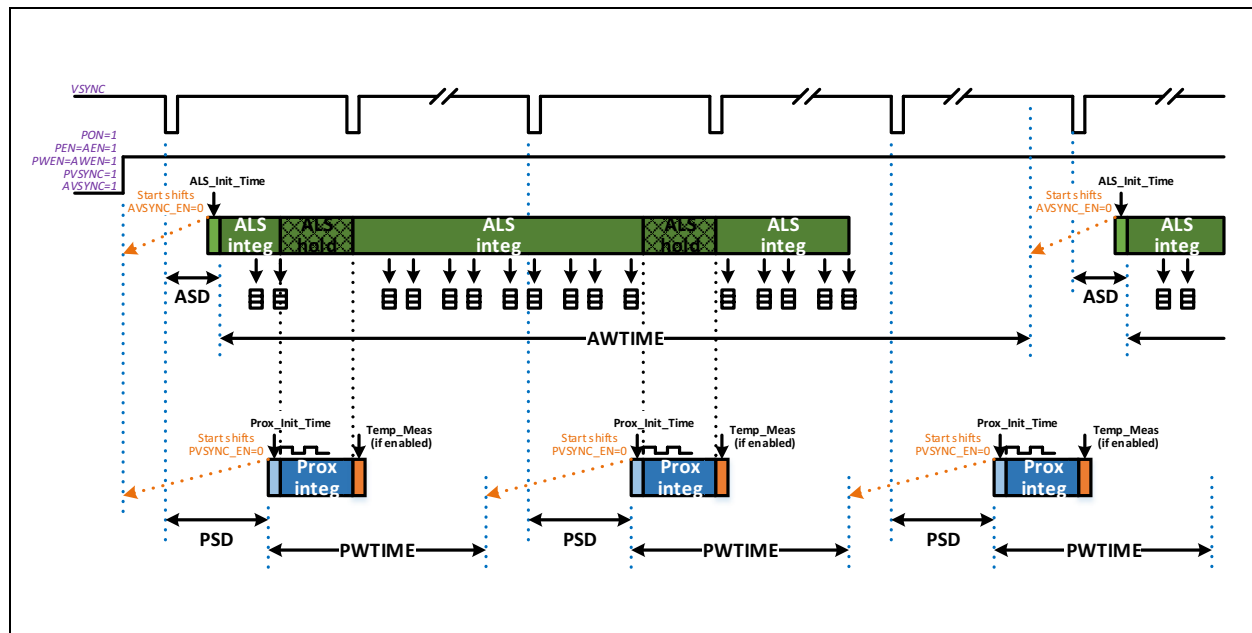 VSYNC
PON=1
PEN=AEN=1
PWEN=AWEN=1
PVSYNC=1
AVSYNC=1
ALS_Init_Time
Start shifts
AVSYNC_EN=0
ALS
integ
ALS
hold
ALS
integ
ALS
hold
ALS
integ
ALS_Init_Time
Start shifts
AVSYNC_EN=0
ALS
integ
ASD
ASD
AWTIME
Prox_Init_Time
Start shifts
PVSYNC_EN=0
Temp_Meas
(if enabled)
Prox
integ
Prox_Init_Time
Start shifts
PVSYNC_EN=0
Temp_Meas
(if enabled)
Prox
integ
Prox_Init_Time
Start shifts
PVSYNC_EN=0
Temp_Meas
(if enabled)
Prox
integ
PSD
PWTIME
PSD
PWTIME
PSD
PWTIME